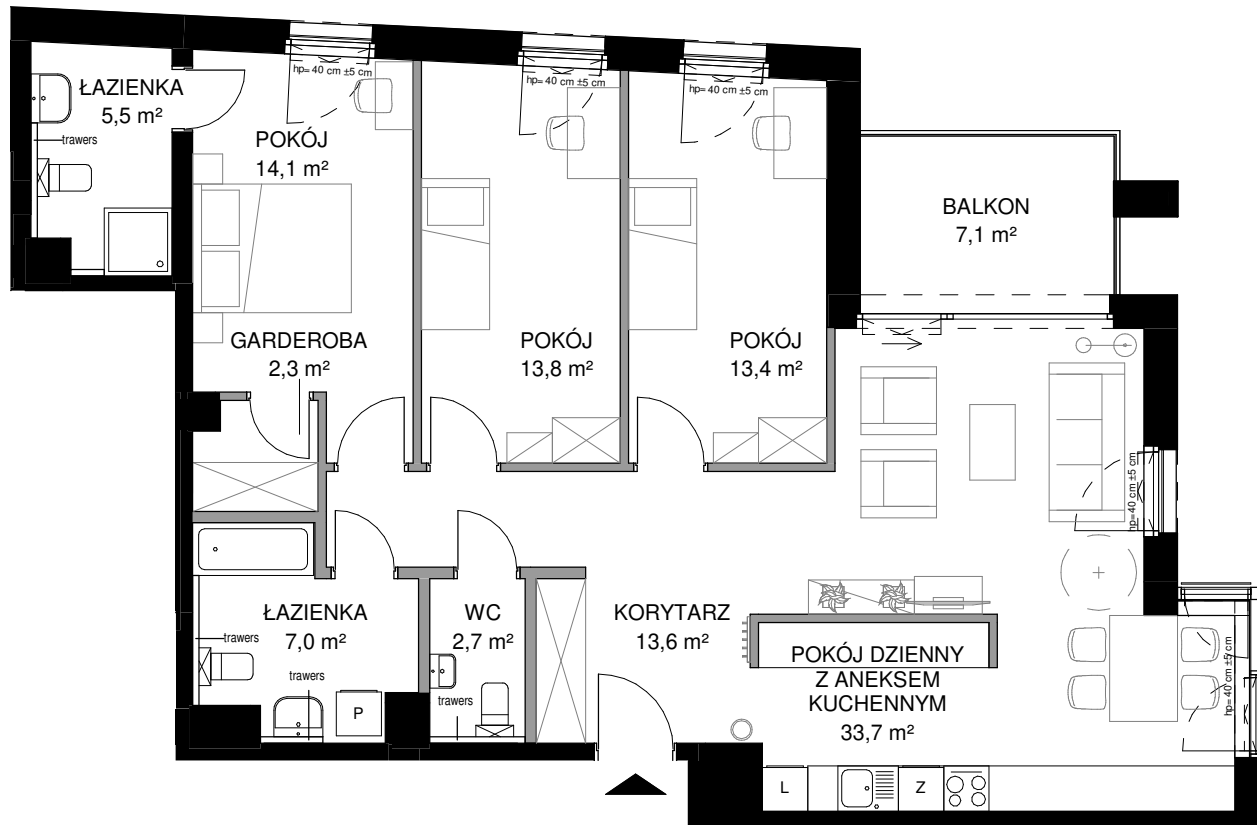 hp= 40 cm ±5 cm
hp= 40 cm ±5 cm
hp= 40 cm ±5 cm
ŁAZIENKA
5,5 m²
trawers
POKÓJ
14,1 m²
BALKON
7,1 m²
GARDEROBA
2,3 m²
POKÓJ
13,8 m²
POKÓJ
13,4 m²
hp= 40 cm ±5 cm
ŁAZIENKA
7,0 m²
trawers
trawers
P
WC
2,7 m²
trawers
KORYTARZ
13,6 m²
POKÓJ DZIENNY
Z ANEKSEM
KUCHENNYM
33,7 m²
hp= 40 cm ±5 cm
L
Z